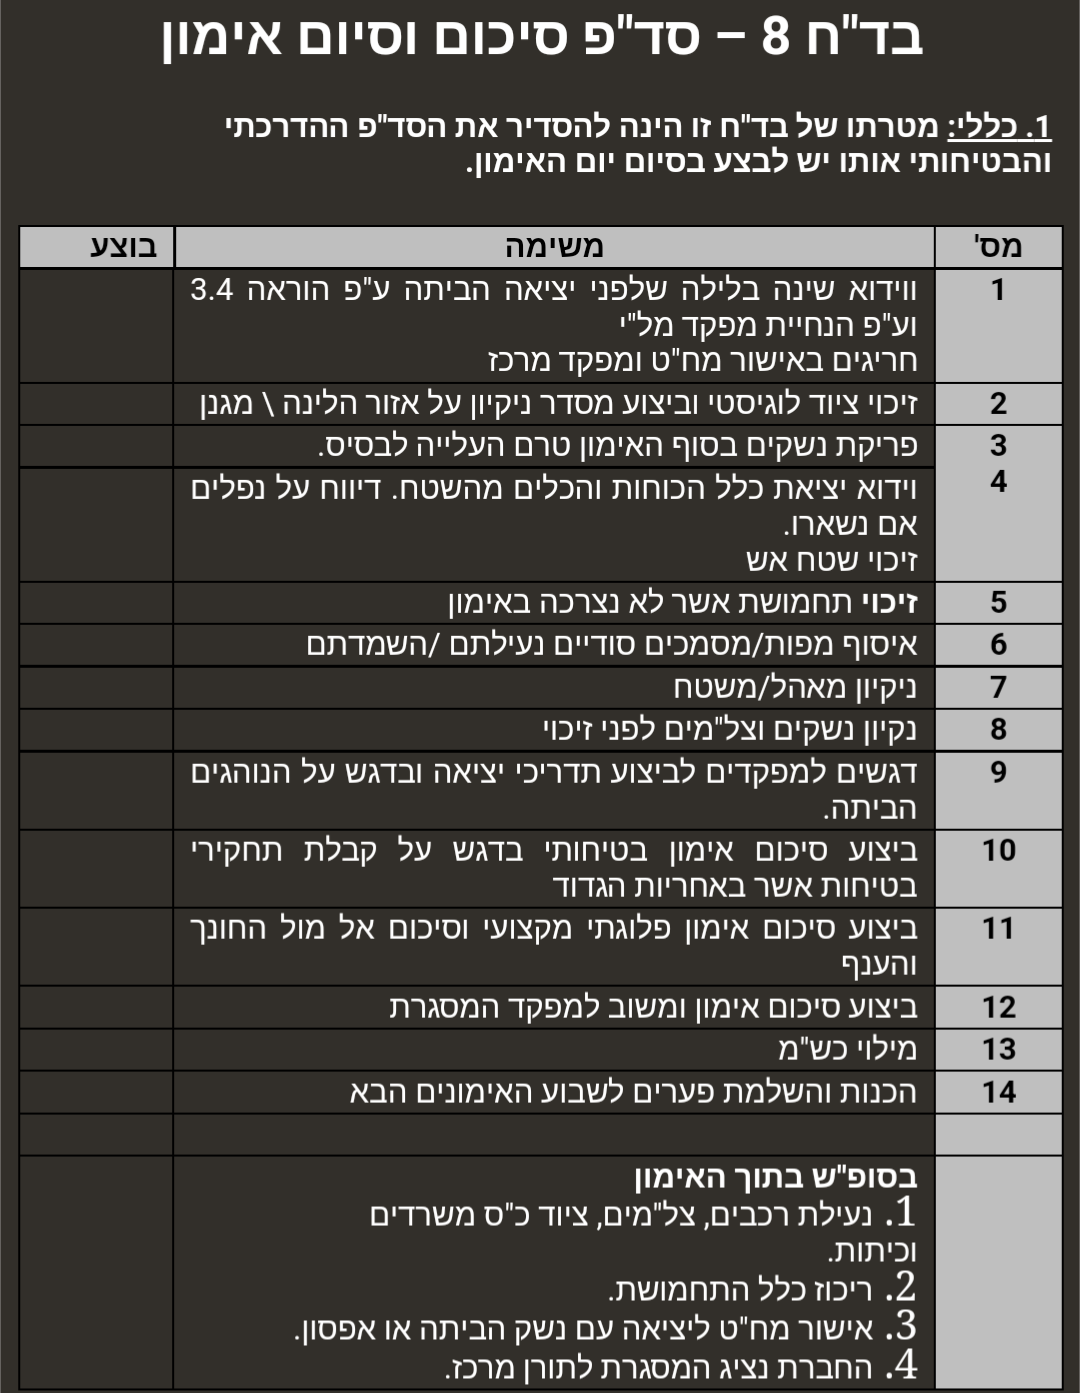 בד"ח 8 – סד"פ סיכום וסיום אימון
1. כללי: מטרתו של בד"ח זו הינה להסדיר את הסד"פ ההדרכתי
והבטיחותי אותו יש לבצע בסיום יום האימון.
מס' משימה בוצע
1 ווידוא שינה בלילה שלפני יציאה הביתה ע"פ הוראה 3.4
וע"פ הנחיית מפקד מל"י
חריגים באישור מח"ט ומפקד מרכז
2 זיכוי ציוד לוגיסטי וביצוע מסדר ניקיון על אזור הלינה \ מגנן
3 פריקת נשקים בסוף האימון טרם העלייה לבסיס.
4 וידוא יציאת כלל הכוחות והכלים מהשטח. דיווח על נפלים
אם נשארו.
זיכוי שטח אש
5 זיכוי תחמושת אשר לא נצרכה באימון
6 איסוף מפות/מסמכים סודיים נעילתם /השמדתם
7 ניקיון מאהל/משטח
8 נקיון נשקים וצל"מים לפני זיכוי
9 דגשים למפקדים לביצוע תדריכי יציאה ובדגש על הנוהגים
הביתה.
10 ביצוע סיכום אימון בטיחותי בדגש על קבלת תחקירי
בטיחות אשר באחריות הגדוד
11 ביצוע סיכום אימון פלוגתי מקצועי וסיכום אל מול החונך
והענף
12 ביצוע סיכום אימון ומשוב למפקד המסגרת
13 מילוי כש"מ
14 הכנות והשלמת פערים לשבוע האימונים הבא
בסופ"ש בתוך האימון
1. נעילת רכבים, צל"מים, ציוד כ"ס משרדים
וכיתות.
2. ריכוז כלל התחמושת.
3. אישור מח"ט ליציאה עם נשק הביתה או אפסון.
4. החברת נציג המסגרת לתורן מרכז.